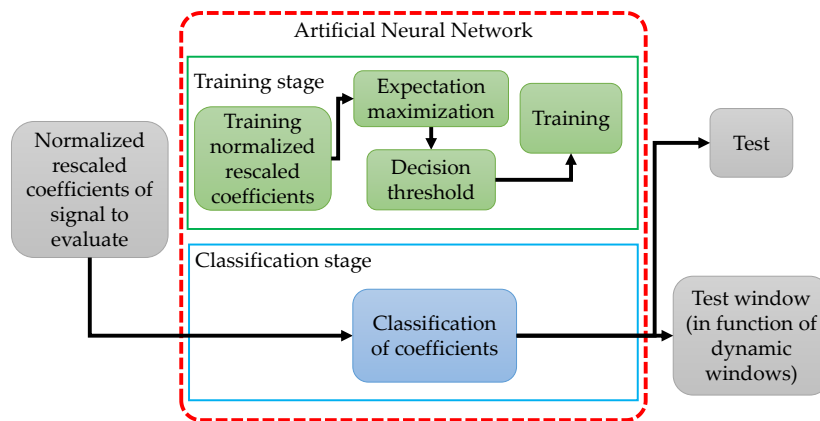 Artificial Neural Network
Training stage
Training
normalized
rescaled
coefficients
Expectation
maximization
Decision
threshold
Training
Normalized
rescaled
coefficients of
signal to
evaluate
Test
Classification stage
Classification
of coefficients
Test window
(in function of
dynamic
windows)